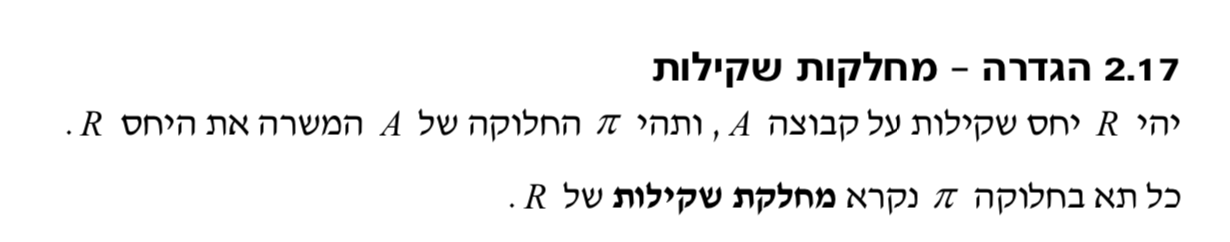 2.17 הגדרה – מחלקות שקילות
יהי R יחס שקילות על קבוצה A , ותהי π החלוקה של A המשרה את היחס R .
כל תא בחלוקה π נקרא מחלקת שקילות של R .